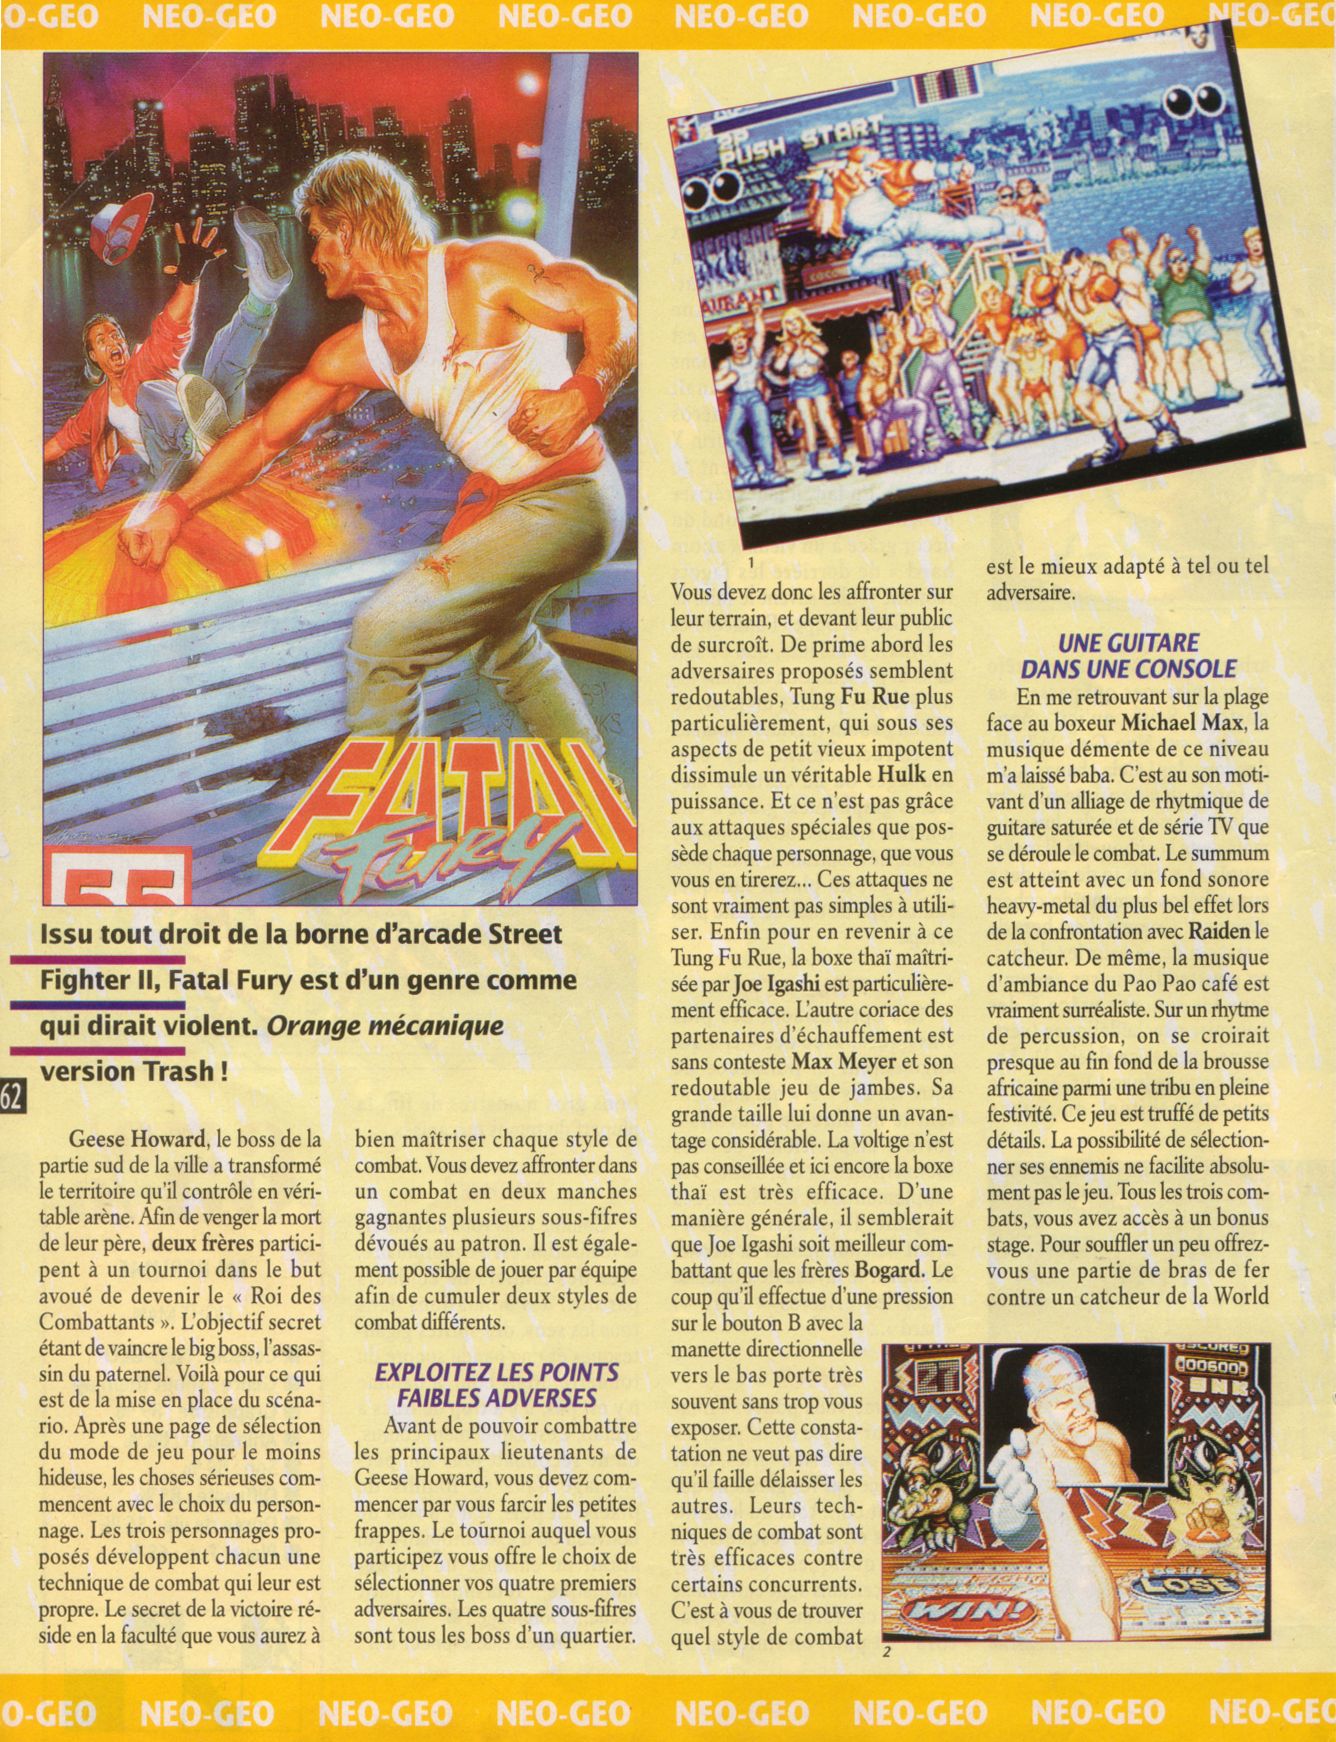 O-GEO NEO-GEO NEO-GEO NEO-GEO NEO-GEO NEO-GEO NEO-GEO NEO-GEC
FATAL
Fury
55
Issu tout droit de la borne d'arcade Street
Fighter II, Fatal Fury est d'un genre comme
qui dirait violent. Orange mécanique
version Trash !
62
Geese Howard, le boss de la
partie sud de la ville a transformé
le territoire qu'il contrôle en véri-
table arène. Afin de venger la mort
de leur père, deux frères partici-
pent à un tournoi dans le but
avoué de devenir le « Roi des
Combattants ». L'objectif secret
étant de vaincre le big boss, l'assas-
sin du paternel. Voilà pour ce qui
est de la mise en place du scéna-
rio. Après une page de sélection
du mode de jeu pour le moins
hideuse, les choses sérieuses com-
mencent avec le choix du person-
nage. Les trois personnages pro-
posés développent chacun une
technique de combat qui leur est
propre. Le secret de la victoire ré-
side en la faculté que vous aurez à
bien maîtriser chaque style de
combat. Vous devez affronter dans
un combat en deux manches
gagnantes plusieurs sous-fifres
dévoués au patron. Il est égale-
ment possible de jouer par équipe
afin de cumuler deux styles de
combat différents.
EXPLOITEZ LES POINTS
FAIBLES ADVERSES
Avant de pouvoir combattre
les principaux lieutenants de
Geese Howard, vous devez com-
mencer par vous farcir les petites
frappes. Le tournoi auquel vous
participez vous offre le choix de
sélectionner vos quatre premiers
adversaires. Les quatre sous-fifres
sont tous les boss d'un quartier.
2P
PUSH START
AURANT
1
Vous devez donc les affronter sur
leur terrain, et devant leur public
de surcroît. De prime abord les
adversaires proposés semblent
redoutables, Tung Fu Rue plus
particulièrement, qui sous ses
aspects de petit vieux impotent
dissimule un véritable Hulk en
puissance. Et ce n'est pas grâce
aux attaques spéciales que pos-
sède chaque personnage, que vous
vous en tirerez... Ces attaques ne
sont vraiment pas simples à utili-
ser. Enfin pour en revenir à ce
Tung Fu Rue, la boxe thaï maîtri-
sée par Joe Igashi est particulière-
ment efficace. L'autre coriace des
partenaires d'échauffement est
sans conteste Max Meyer et son
redoutable jeu de jambes. Sa
grande taille lui donne un avan-
tage considérable. La voltige n'est
pas conseillée et ici encore la boxe
thaï est très efficace. D'une
manière générale, il semblerait
que Joe Igashi soit meilleur com-
battant que les frères Bogard. Le
coup qu'il effectue d'une pression
sur le bouton B avec la
manette directionnelle
vers le bas porte très
souvent sans trop vous
exposer. Cette consta-
tation ne veut pas dire
qu'il faille délaisser les
autres. Leurs tech-
niques de combat sont
très efficaces contre
certains concurrents.
C'est à vous de trouver
quel style de combat
est le mieux adapté à tel ou tel
adversaire.
UNE GUITARE
DANS UNE CONSOLE
En me retrouvant sur la plage
face au boxeur Michael Max, la
musique démente de ce niveau
m'a laissé baba. C'est au son moti-
vant d'un alliage de rhytmique de
guitare saturée et de série TV que
se déroule le combat. Le summum
est atteint avec un fond sonore
heavy-metal du plus bel effet lors
de la confrontation avec Raiden le
catcheur. De même, la musique
d'ambiance du Pao Pao café est
vraiment surréaliste. Sur un rhytme
de percussion, on se croirait
presque au fin fond de la brousse
africaine parmi une tribu en pleine
festivité. Ce jeu est truffé de petits
détails. La possibilité de sélection-
ner ses ennemis ne facilite absolu-
ment pas le jeu. Tous les trois com-
bats, vous avez accès à un bonus
stage. Pour souffler un peu offrez-
vous une partie de bras de fer
contre un catcheur de la World
27
SCORE
00600
SNK
WIN!
LOSE
2
O-GEO NEO-GEO NEO-GEO NEO-GEO NEO-GEO NEO-GEO NEO-GEO NEO-GEC